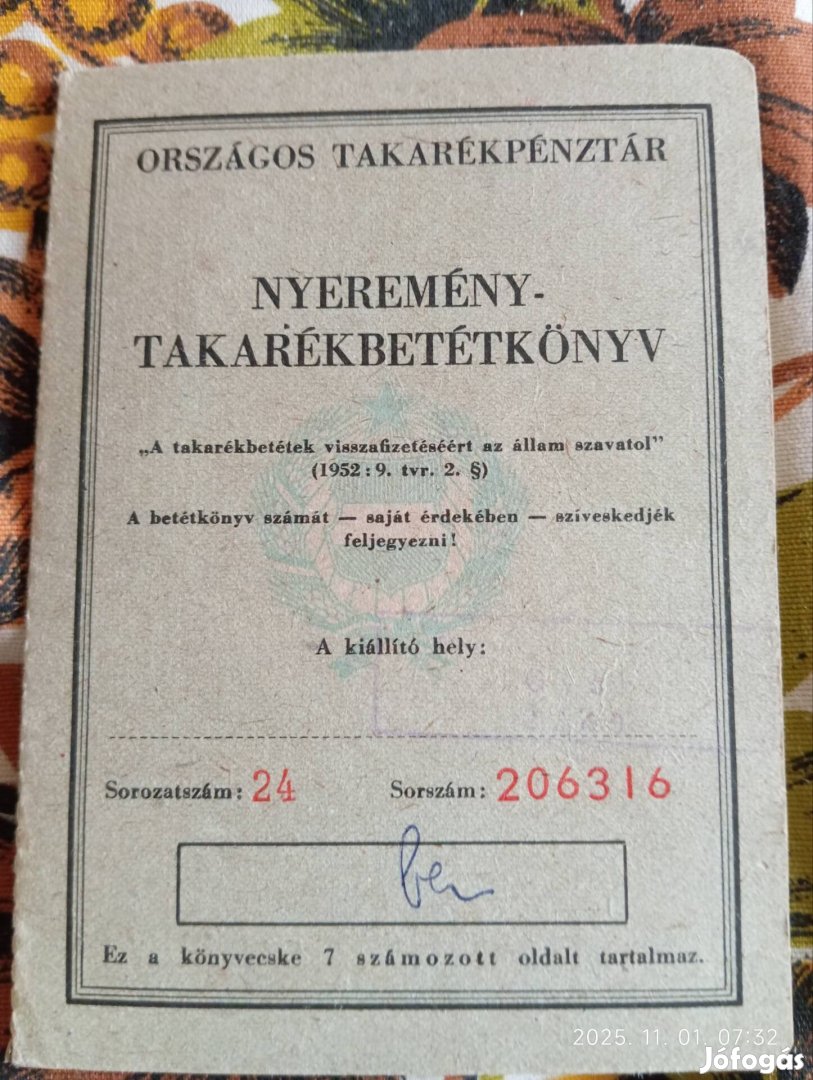 ORSZÁGOS TAKARÉKPÉNZTÁR
NYEREMÉNY-
TAKARÉKBETÉTKÖNYV
„A takarékbetétek visszafizetéséért az állam szavatol”
(1952 : 9. tvr. 2. §)
A betétkönyv számát — saját érdekében — szíveskedjék
feljegyezni!
A kiállító hely:
Sorozatszám: 24 Sorszám: 206316
Ez a könyvecske 7 számozott oldalt tartalmaz.
2025. 11. 01. 07:32
Jófogás